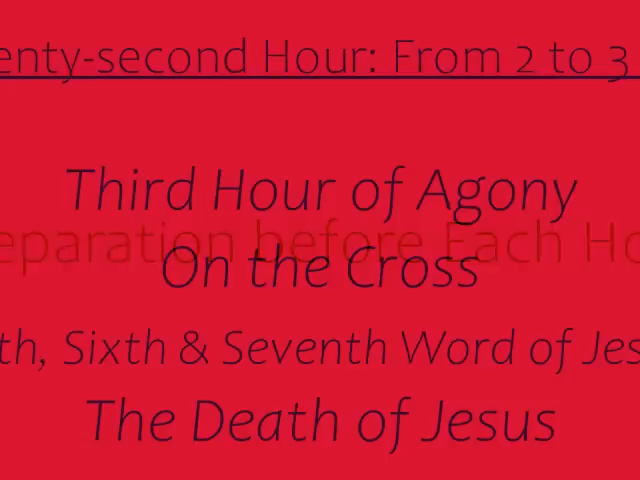 enty-second Hour: From 2 to 3
Third Hour of Agony
eparation before Each Ho
On the Cross
th, Sixth & Seventh Word of Jes
The Death of Jesus